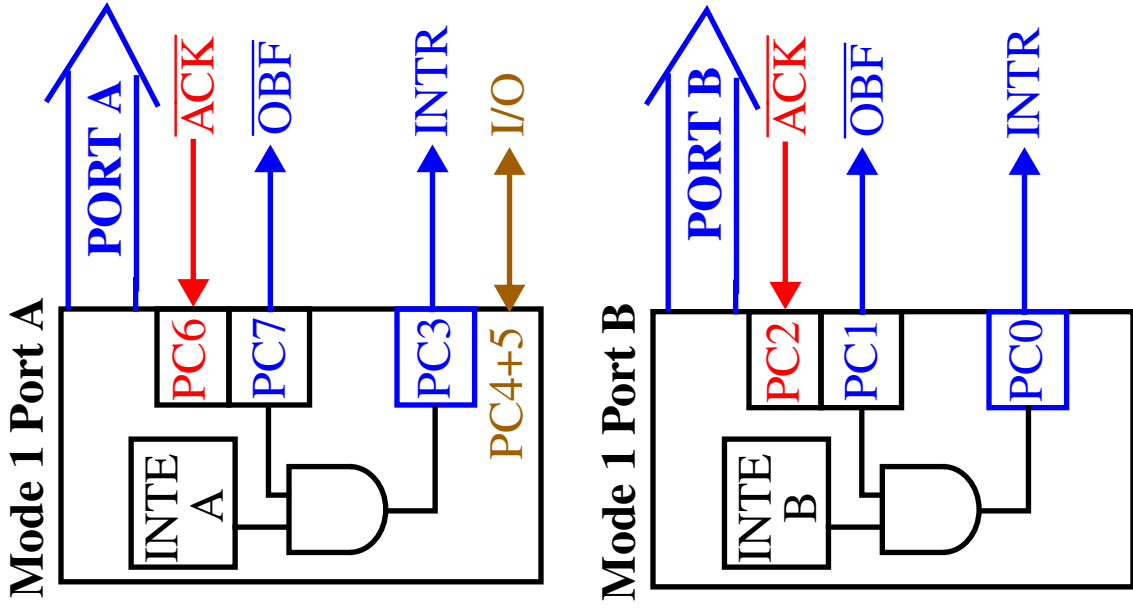 Mode 1 Port A
PORT A
ACK
OBF
INTR
I/O
PC6
PC7
PC3
PC4+5
INTE
A
Mode 1 Port B
PORT B
ACK
OBF
INTR
PC2
PC1
PC0
INTE
B